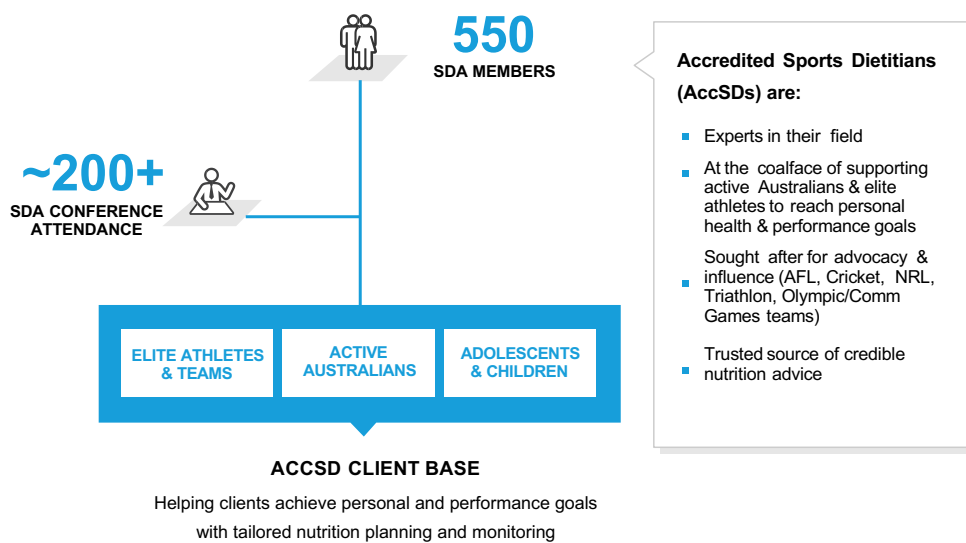 550
SDA MEMBERS
~200+
SDA CONFERENCE
ATTENDANCE
ELITE ATHLETES
& TEAMS
ACTIVE
AUSTRALIANS
ADOLESCENTS
& CHILDREN
ACCSD CLIENT BASE
Helping clients achieve personal and performance goals
with tailored nutrition planning and monitoring
Accredited Sports Dietitians
(AccSDs) are:
Experts in their field
At the coalface of supporting
active Australians & elite
athletes to reach personal
health & performance goals
Sought after for advocacy &
influence (AFL, Cricket, NRL,
Triathlon, Olympic/Comm
Games teams)
Trusted source of credible
nutrition advice